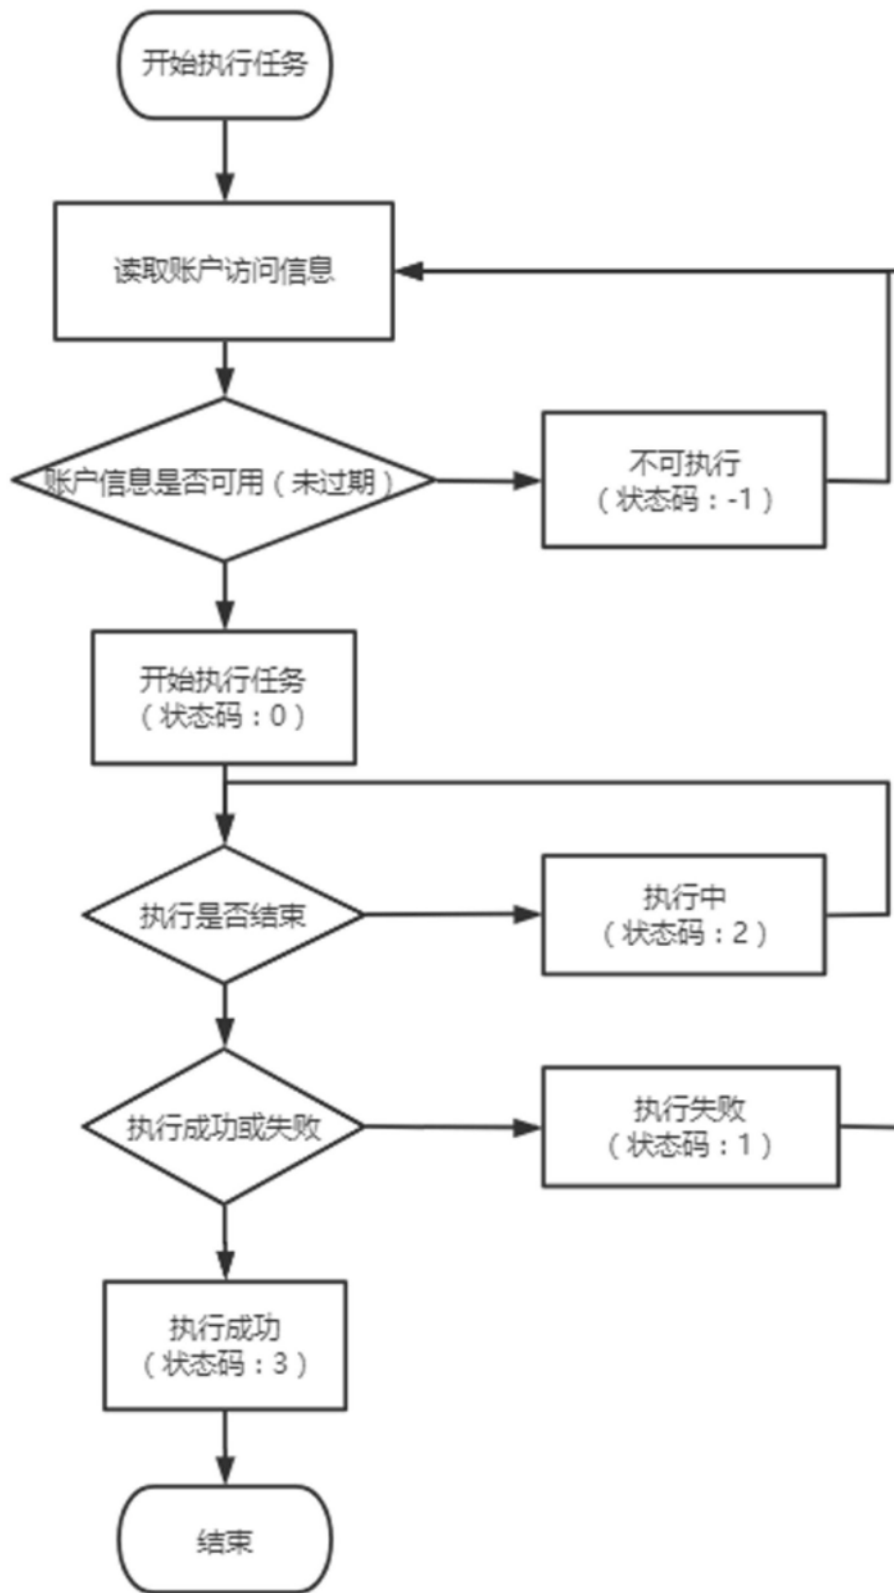 开始执行任务
读取账户访问信息
账户信息是否可用（未过期）
不可执行
（状态码：-1）
开始执行任务
（状态码：0）
执行是否结束
执行中
（状态码：2）
执行成功或失败
执行失败
（状态码：1）
执行成功
（状态码：3）
结束